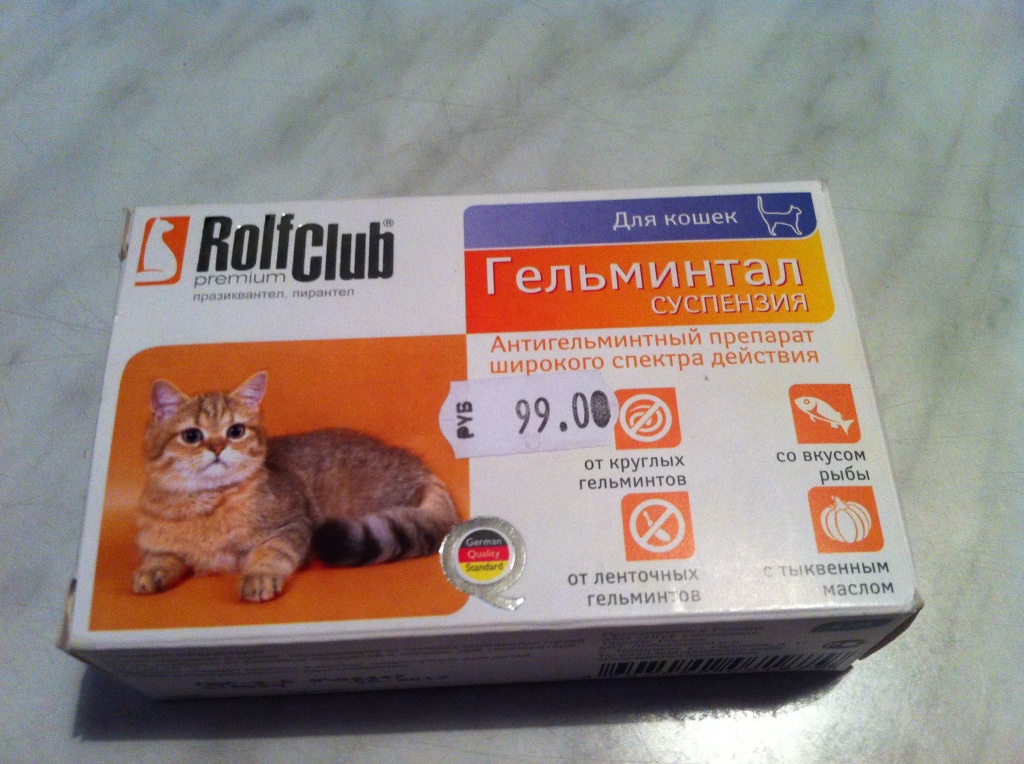 RolfClub®
premium
празиквантел, пирантел
Для кошек
Гельминтал
СУСПЕНЗИЯ
Антигельминтный препарат
широкого спектра действия
РУБ 99.00
от круглых
гельминтов
со вкусом
рыбы
от ленточных
гельминтов
с тыквенным
маслом
German
Quality
Standard